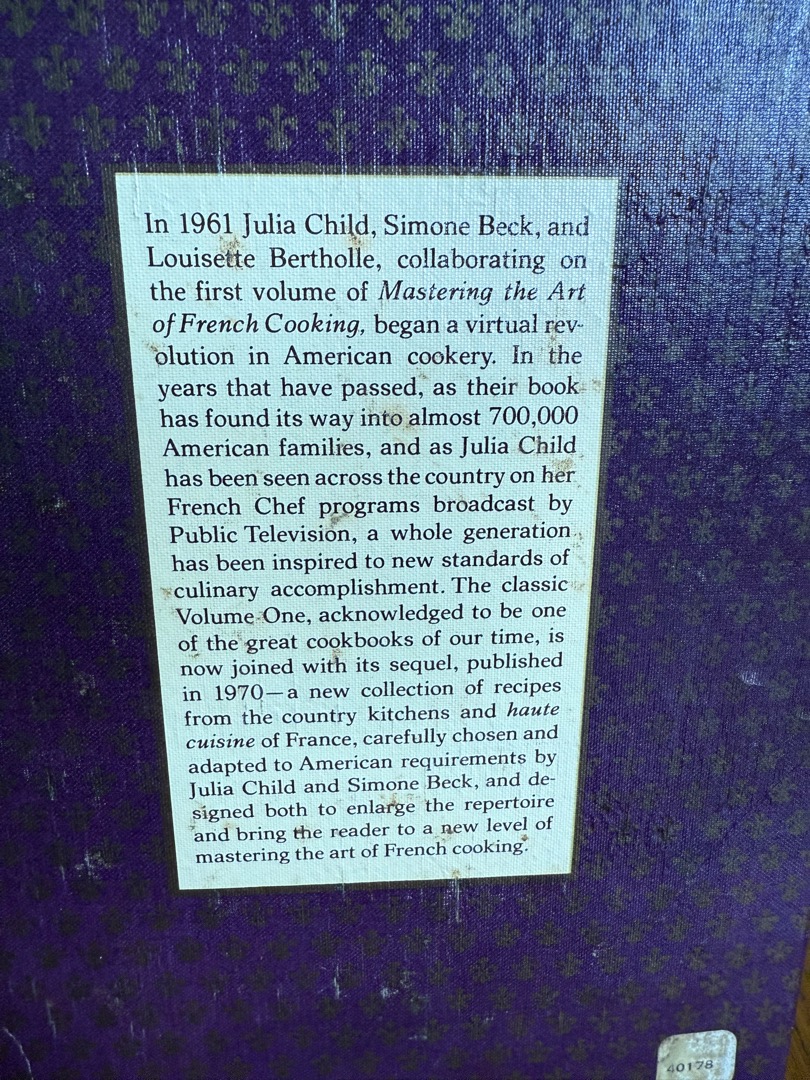 In 1961 Julia Child, Simone Beck, and
Louisette Bertholle, collaborating on
the first volume of Mastering the Art
of French Cooking, began a virtual rev-
olution in American cookery. In the
years that have passed, as their book
has found its way into almost 700,000
American families, and as Julia Child
has been seen across the country on her
French Chef programs broadcast by
Public Television, a whole generation
has been inspired to new standards of
culinary accomplishment. The classic
Volume One, acknowledged to be one
of the great cookbooks of our time, is
now joined with its sequel, published
in 1970—a new collection of recipes
from the country kitchens and haute
cuisine of France, carefully chosen and
adapted to American requirements by
Julia Child and Simone Beck, and de-
signed both to enlarge the repertoire
and bring the reader to a new level of
mastering the art of French cooking.
40178